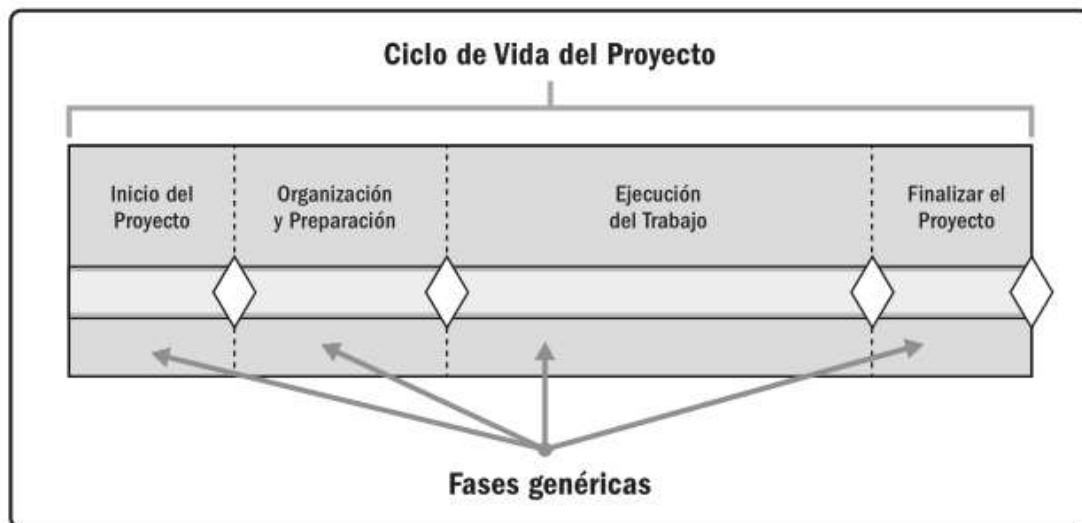 Ciclo de Vida del Proyecto
Inicio del
Proyecto
Organización
y Preparación
Ejecución
del Trabajo
Finalizar el
Proyecto
Fases genéricas